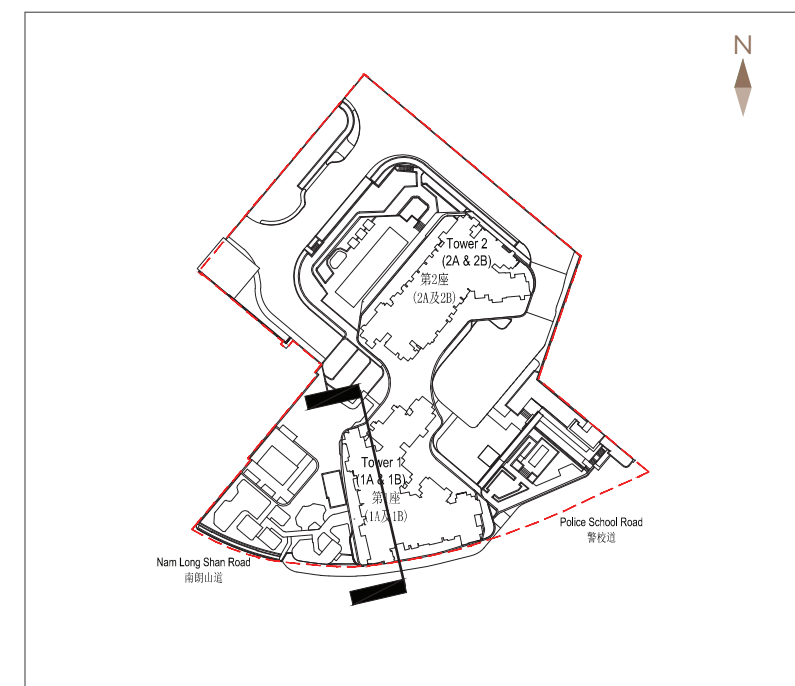 N
Tower 2
(2A & 2B)
第2座
(2A及2B)
Tower 1
(1A & 1B)
第1座
(1A及1B)
Police School Road
警校道
Nam Long Shan Road
南朗山道